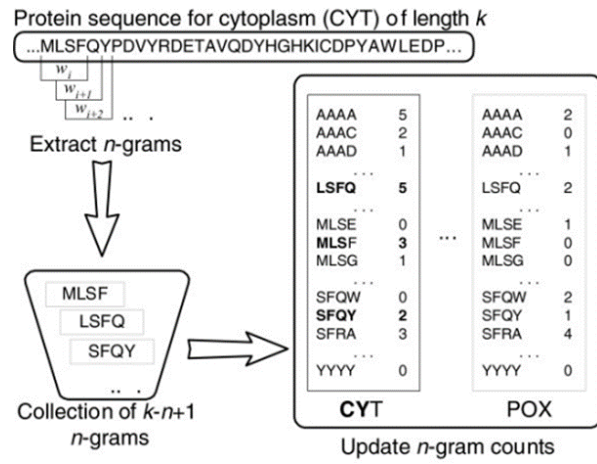 Protein sequence for cytoplasm (CYT) of length k
...MLSFQYPDVYRDETAVQDYHGHKICDPYAWLEDP...
wi
wi+1
wi+2
.. .
Extract n-grams
MLSF
LSFQ
SFQY
.. .
Collection of k-n+1
n-grams
AAAA 5
AAAC 2
AAAD 1
...
LSFQ 5
...
MLSE 0
MLSF 3
MLSG 1
...
SFQW 0
SFQY 2
SFRA 3
...
YYYY 0
CYT
...
AAAA 2
AAAC 0
AAAD 1
...
LSFQ 2
...
MLSE 1
MLSF 0
MLSG 0
...
SFQW 2
SFQY 1
SFRA 4
...
YYYY 0
POX
Update n-gram counts